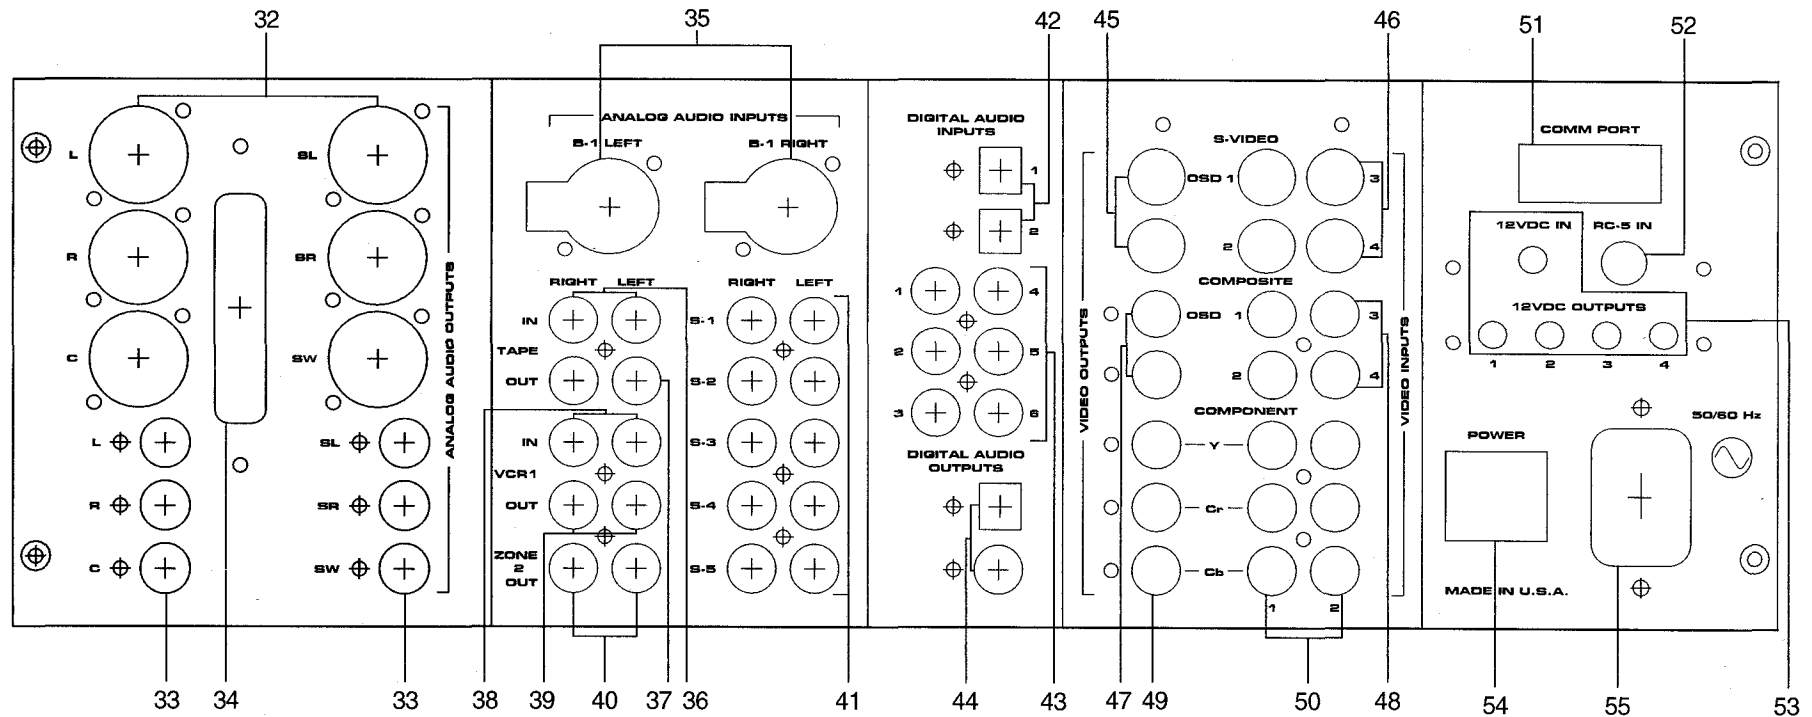 32
35
42
45
46
51
52
ANALOG AUDIO INPUTS
B-1 LEFT
B-1 RIGHT
L
SL
R
SR
C
SW
L
SL
R
SR
C
SW
ANALOG AUDIO OUTPUTS
RIGHT
LEFT
RIGHT
LEFT
IN
TAPE
OUT
IN
VCR1
OUT
ZONE
2
OUT
S-1
S-2
S-3
S-4
S-5
DIGITAL AUDIO
INPUTS
1
2
1
4
2
5
3
6
DIGITAL AUDIO
OUTPUTS
VIDEO OUTPUTS
S-VIDEO
OSD 1
3
2
4
COMPOSITE
OSD
1
3
2
4
COMPONENT
Y
Cr
Cb
1
2
VIDEO INPUTS
COMM PORT
12VDC IN
RC-5 IN
12VDC OUTPUTS
1
2
3
4
50/60 Hz
POWER
MADE IN U.S.A.
33
34
33
38
39
40
37
36
41
44
43
47
49
50
48
54
55
53